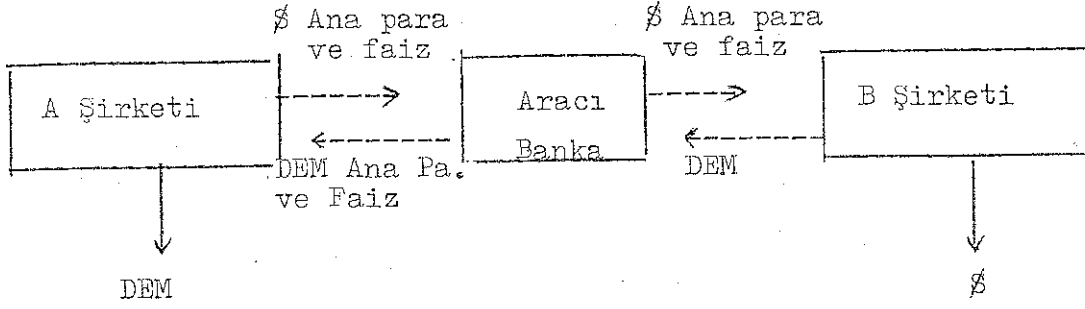 $ Ana para
ve faiz
$ Ana para
ve faiz
A Şirketi
Aracı
Banka
B Şirketi
DEM Ana Pa.
ve Faiz
DEM
DEM
$